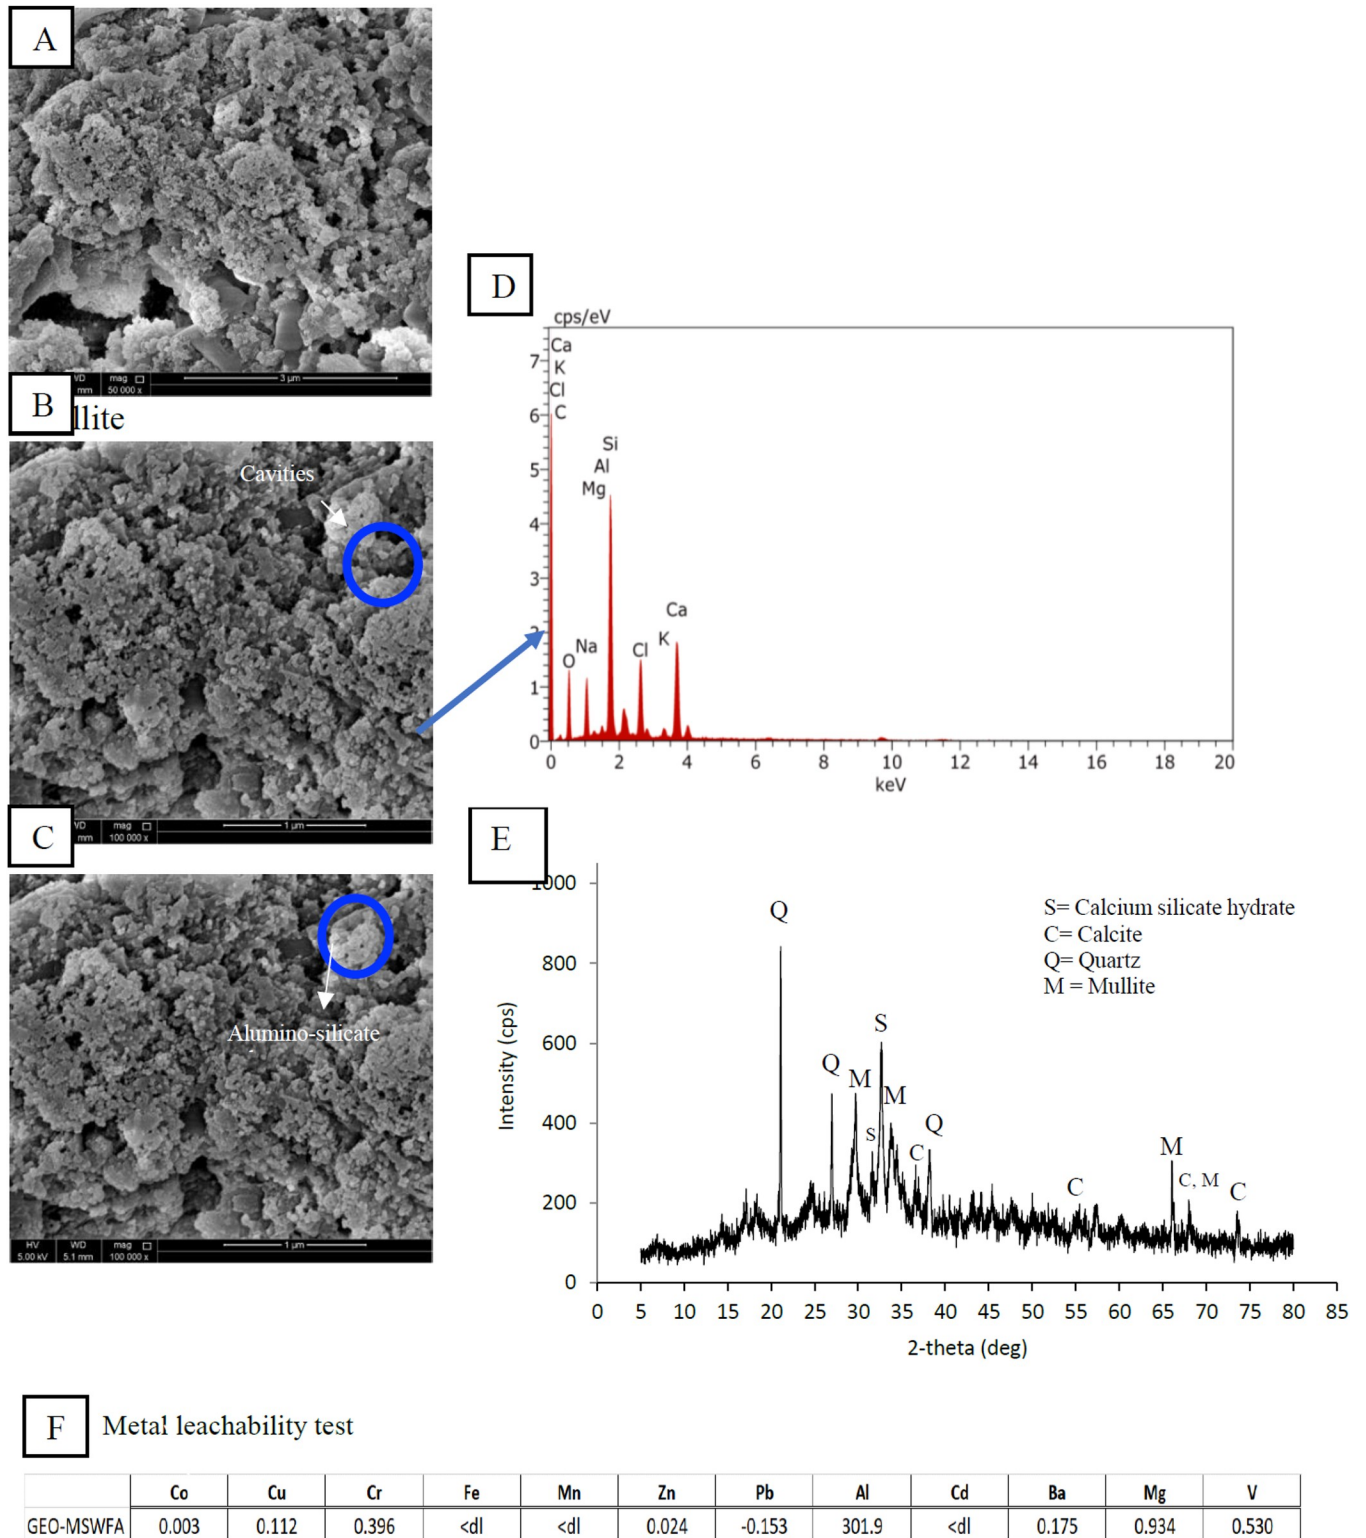 A
VD mag □ 3 µm
mm 50 000 x
B
llite
Cavities
VD mag □ 1 µm
mm 100 000 x
C
Alumino-silicate
HV WD mag □ 1 µm
5.00 kV 5.1 mm 100 000 x
D
cps/eV
Ca
K
Cl
C
Si
Al
Mg
Ca
K
Na
O
Cl
7
6
5
4
3
2
1
0
0 2 4 6 8 10 12 14 16 18 20
keV
E
1000
800
600
400
200
0
Intensity (cps)
S= Calcium silicate hydrate
C= Calcite
Q= Quartz
M = Mullite
Q
S
Q
M
M
S
C
Q
M
C
C, M
C
0 5 10 15 20 25 30 35 40 45 50 55 60 65 70 75 80 85
2-theta (deg)
F
Metal leachability test
Co Cu Cr Fe Mn Zn Pb Al Cd Ba Mg V
GEO-MSWFA 0.003 0.112 0.396 <dl <dl 0.024 -0.153 301.9 <dl 0.175 0.934 0.530